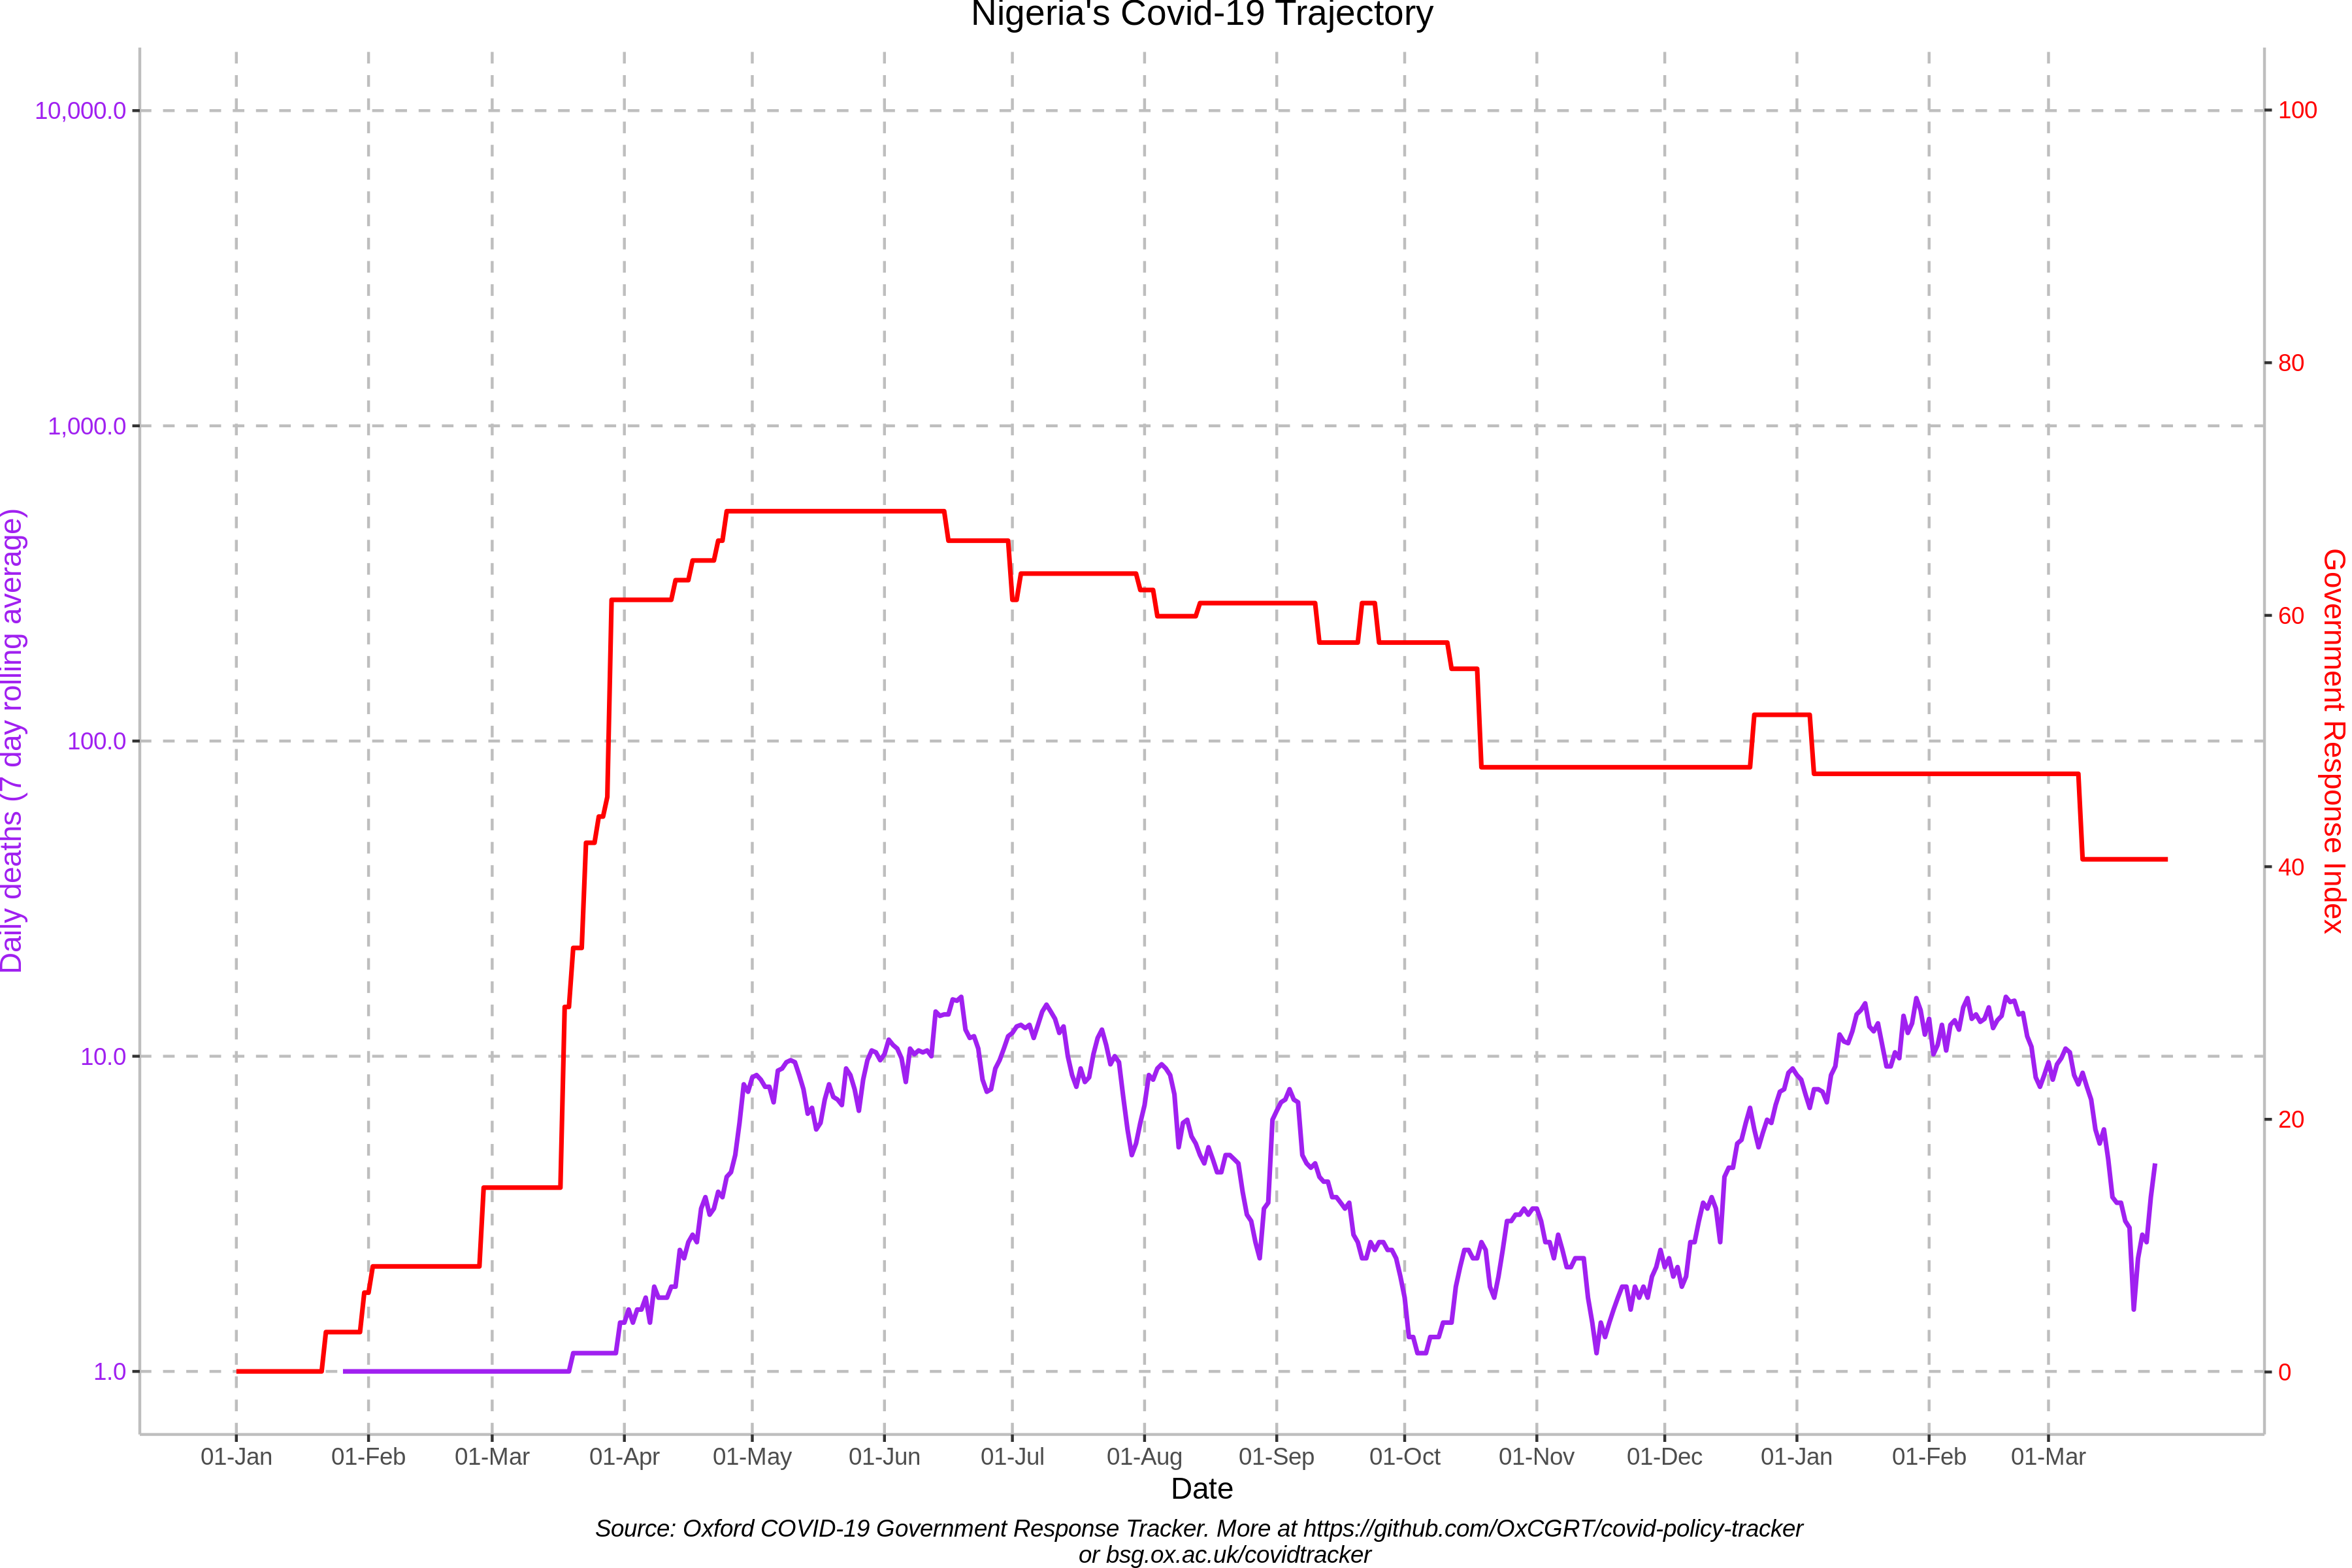 Nigeria's Covid-19 Trajectory
10,000.0
1,000.0
100.0
10.0
1.0
Daily deaths (7 day rolling average)
100
80
60
40
20
0
Government Response Index
01-Jan 01-Feb 01-Mar 01-Apr 01-May 01-Jun 01-Jul 01-Aug 01-Sep 01-Oct 01-Nov 01-Dec 01-Jan 01-Feb 01-Mar
Date
Source: Oxford COVID-19 Government Response Tracker. More at https://github.com/OxCGRT/covid-policy-tracker
or bsg.ox.ac.uk/covidtracker